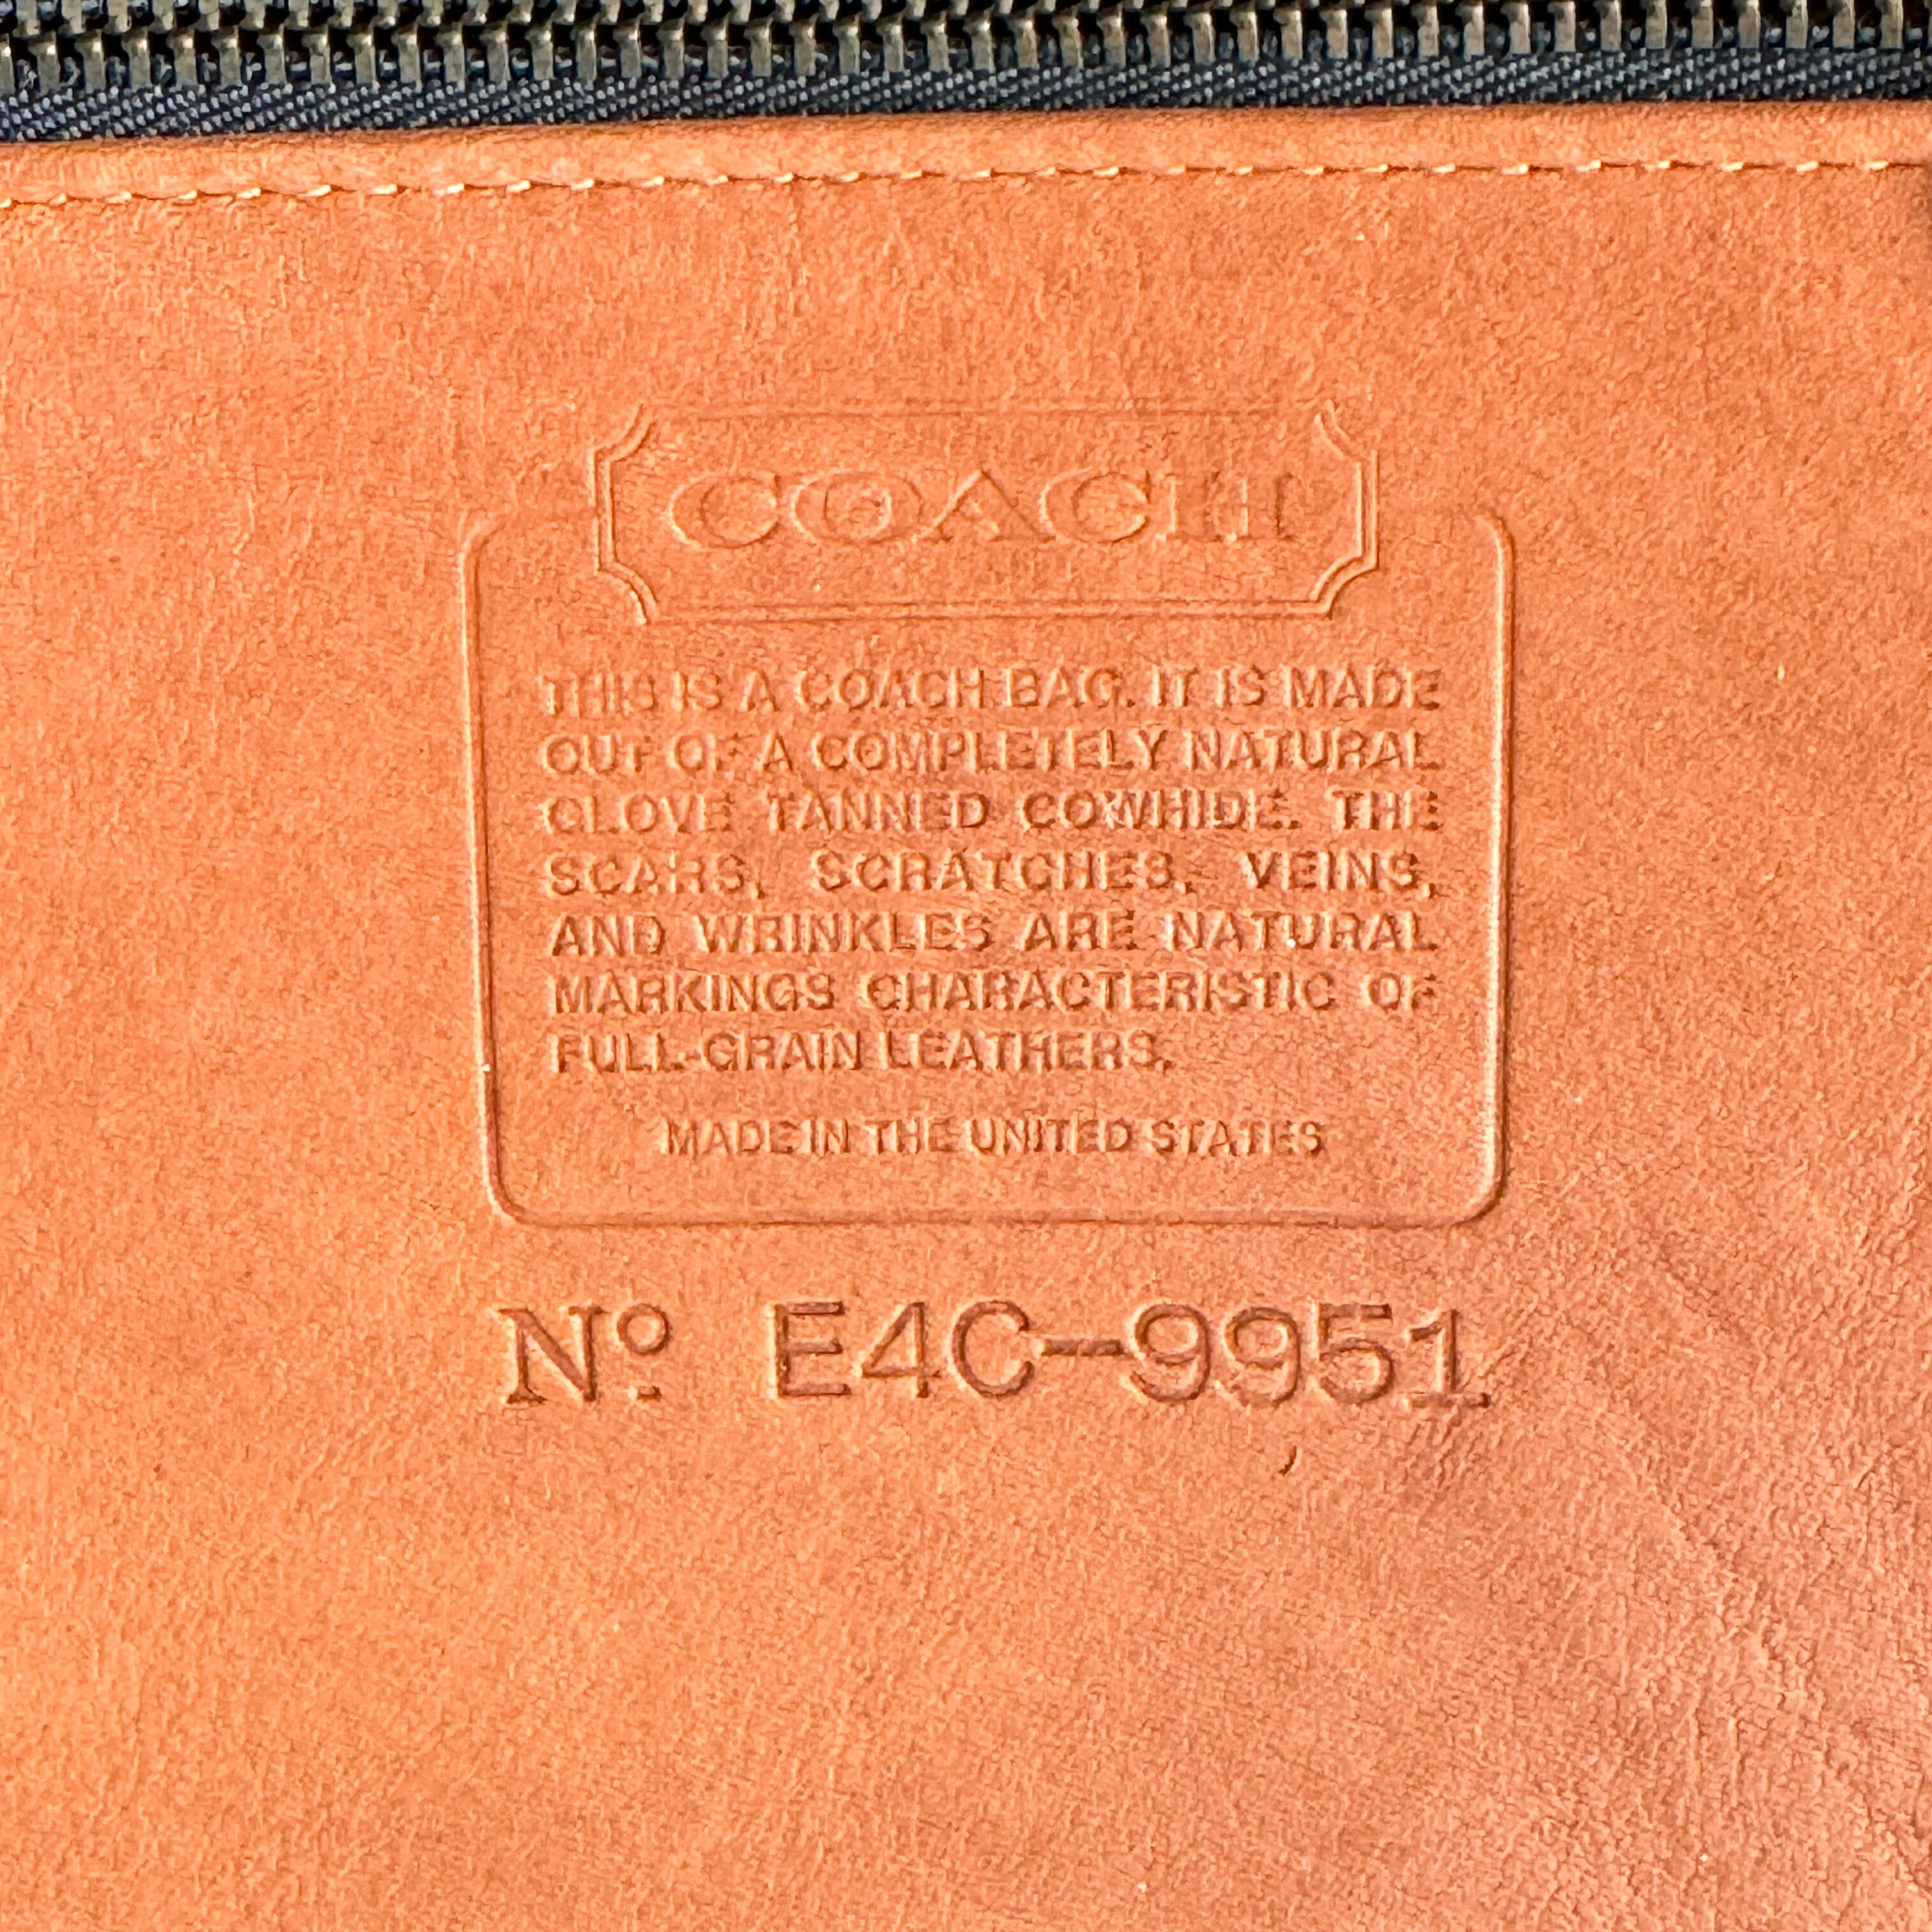 COACH
THIS IS A COACH BAG. IT IS MADE
OUT OF A COMPLETELY NATURAL
GLOVE TANNED COWHIDE. THE
SCARS, SCRATCHES, VEINS,
AND WRINKLES ARE NATURAL
MARKINGS CHARACTERISTIC OF
FULL-GRAIN LEATHERS.
MADE IN THE UNITED STATES
Nº E4C-9951